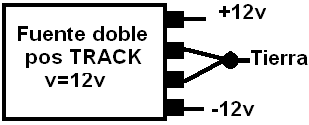 Fuente doble
pos TRACK
v=12v
+12v
Tierra
-12v